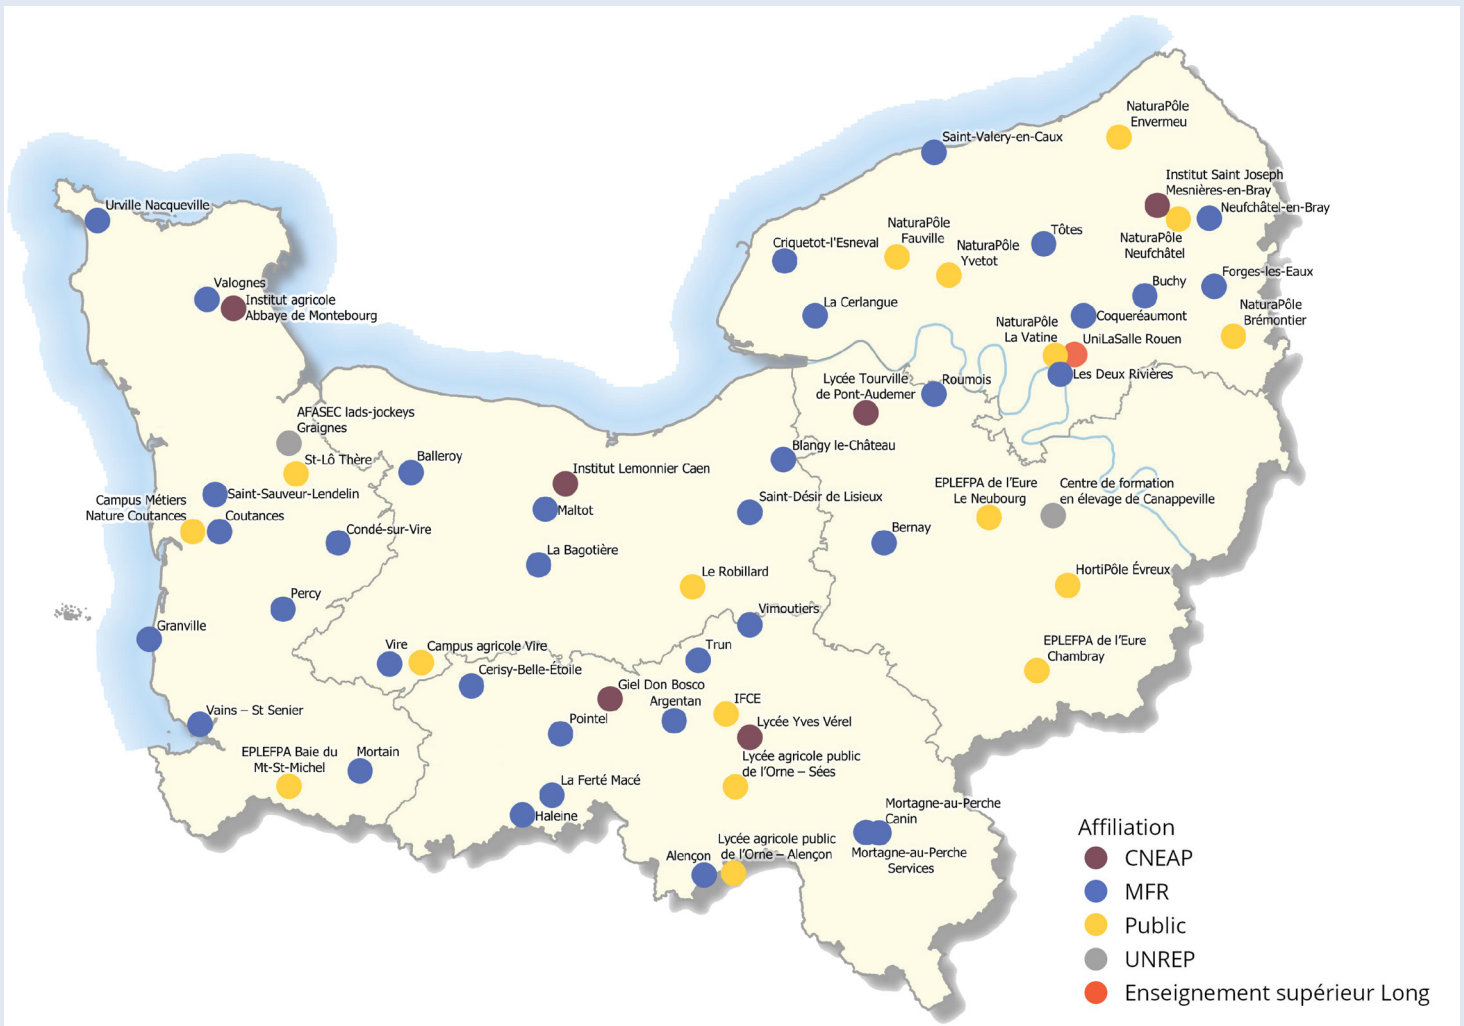 NaturaPôle
Envermeu
Saint-Valery-en-Caux
Institut Saint Joseph
Mesnières-en-Bray
Neufchâtel-en-Bray
Urville Nacqueville
NaturaPôle
Fauville
Tôtes
NaturaPôle
Neufchâtel
Criquetot-l'Esneval
NaturaPôle
Yvetot
Forges-les-Eaux
Valognes
Buchy
Institut agricole
Abbaye de Montebourg
La Cerlangue
NaturaPôle
Brémontier
Coqueréaumont
NaturaPôle
La Vatine
UniLaSalle Rouen
Les Deux Rivières
Lycée Tourville
de Pont-Audemer
Roumois
AFASEC lads-jockeys
Graignes
Blangy le-Château
St-Lô Thère
Balleroy
Institut Lemonnier Caen
EPLEFPA de l'Eure
Le Neubourg
Centre de formation
en élevage de Canappeville
Saint-Sauveur-Lendelin
Saint-Désir de Lisieux
Campus Métiers
Nature Coutances
Coutances
Maltot
Condé-sur-Vire
Bernay
La Bagotière
Le Robillard
HortiPôle Évreux
Percy
Vimoutiers
Granville
Vire
Campus agricole Vire
Trun
EPLEFPA de l'Eure
Chambray
Cerisy-Belle-Étoile
Giel Don Bosco
Argentan
IFCE
Vains – St Senier
Pointel
Lycée Yves Vérel
EPLEFPA Baie du
Mt-St-Michel
Mortain
Lycée agricole public
de l'Orne – Sées
La Ferté Macé
Haleine
Mortagne-au-Perche
Canin
Lycée agricole public
de l'Orne – Alençon
Alençon
Mortagne-au-Perche
Services
Affiliation
CNEAP
MFR
Public
UNREP
Enseignement supérieur Long